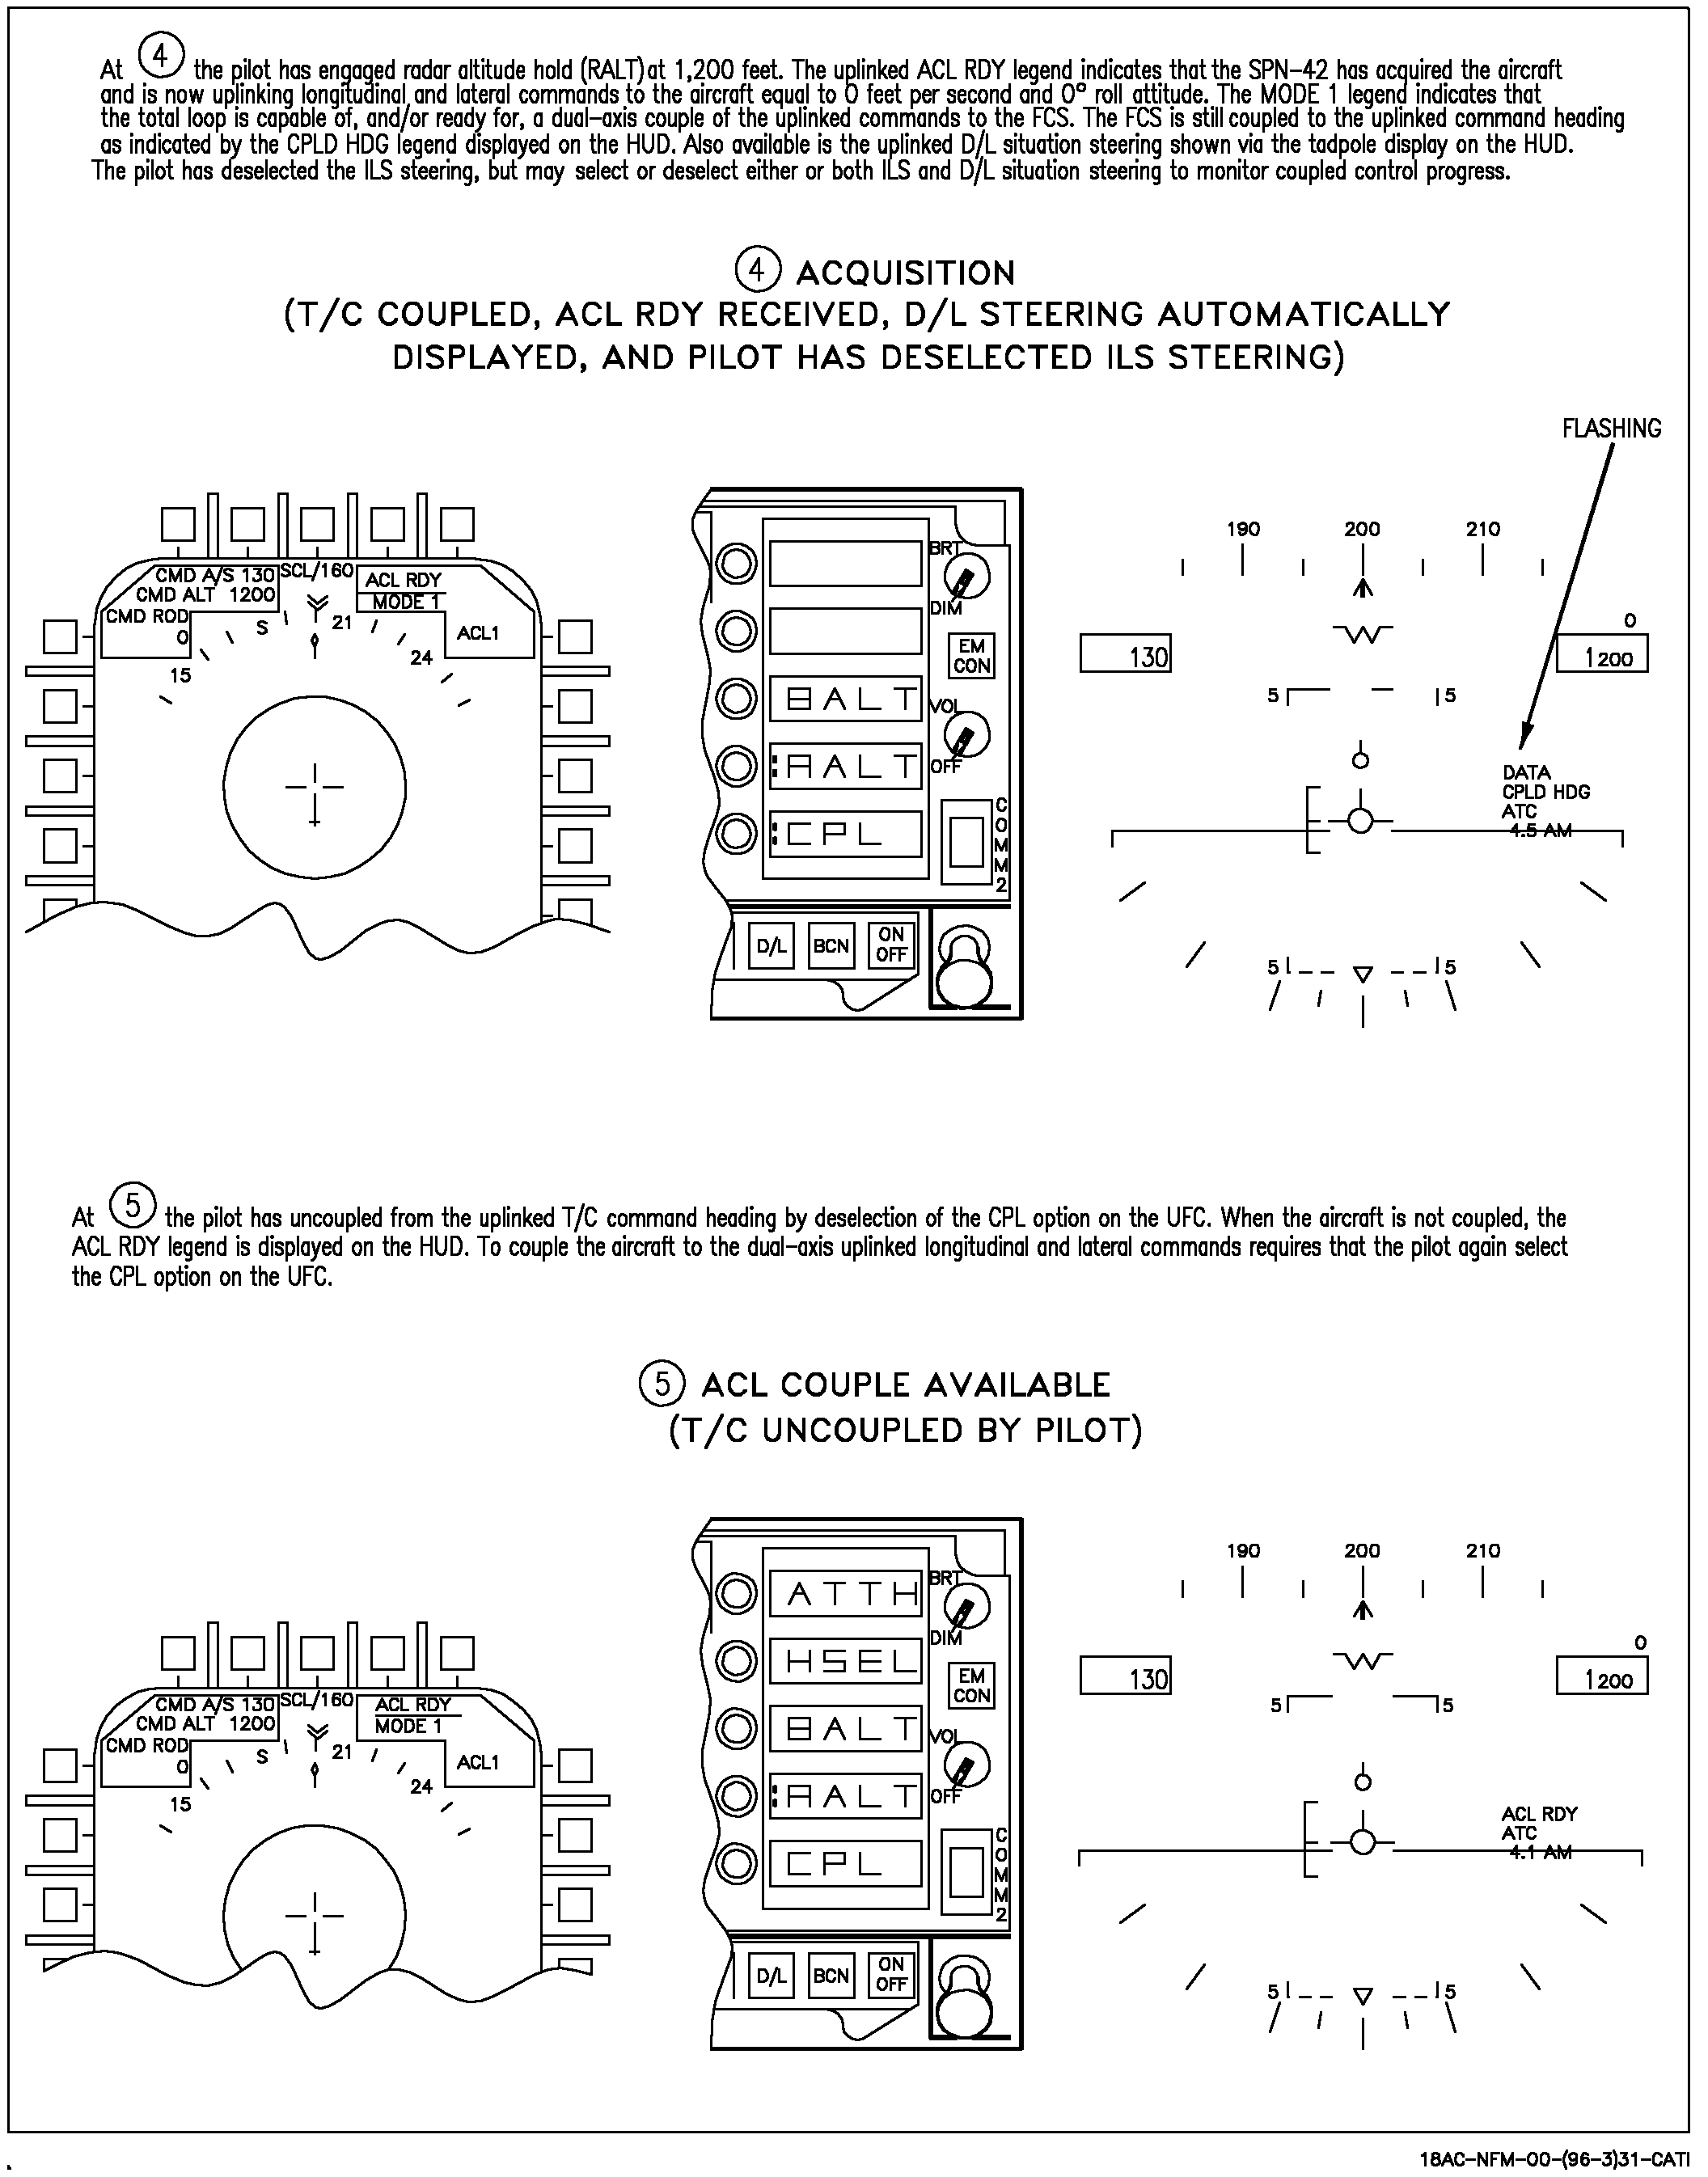 At 4 the pilot has engaged radar altitude hold (RALT) at 1,200 feet. The uplinked ACL RDY legend indicates that the SPN-42 has acquired the aircraft
and is now uplinking longitudinal and lateral commands to the aircraft equal to 0 feet per second and 0° roll attitude. The MODE 1 legend indicates that
the total loop is capable of, and/or ready for, a dual-axis couple of the uplinked commands to the FCS. The FCS is still coupled to the uplinked command heading
as indicated by the CPLD HDG legend displayed on the HUD. Also available is the uplinked D/L situation steering shown via the tadpole display on the HUD.
The pilot has deselected the ILS steering, but may select or deselect either or both ILS and D/L situation steering to monitor coupled control progress.
4 ACQUISITION
(T/C COUPLED, ACL RDY RECEIVED, D/L STEERING AUTOMATICALLY
DISPLAYED, AND PILOT HAS DESELECTED ILS STEERING)
FLASHING
CMD A/S 130
CMD ALT 1200
CMD ROD
0
SCL/160
ACL RDY
MODE 1
ACL1
15
S
21
24
BALT
:RALT
:CPL
BRT
DIM
EM
CON
VOL
OFF
COMM2
D/L
BCN
ON
OFF
190 200 210
130
0
1200
5 5
DATA
CPLD HDG
ATC
4.5 AM
5 5
At 5 the pilot has uncoupled from the uplinked T/C command heading by deselection of the CPL option on the UFC. When the aircraft is not coupled, the
ACL RDY legend is displayed on the HUD. To couple the aircraft to the dual-axis uplinked longitudinal and lateral commands requires that the pilot again select
the CPL option on the UFC.
5 ACL COUPLE AVAILABLE
(T/C UNCOUPLED BY PILOT)
CMD A/S 130
CMD ALT 1200
CMD ROD
0
SCL/160
ACL RDY
MODE 1
ACL1
15
S
21
24
ATTH
HSEL
BALT
:RALT
CPL
BRT
DIM
EM
CON
VOL
OFF
COMM2
D/L
BCN
ON
OFF
190 200 210
130
0
1200
5 5
ACL RDY
ATC
4.1 AM
5 5
18AC-NFM-00-(96-3)31-CATI